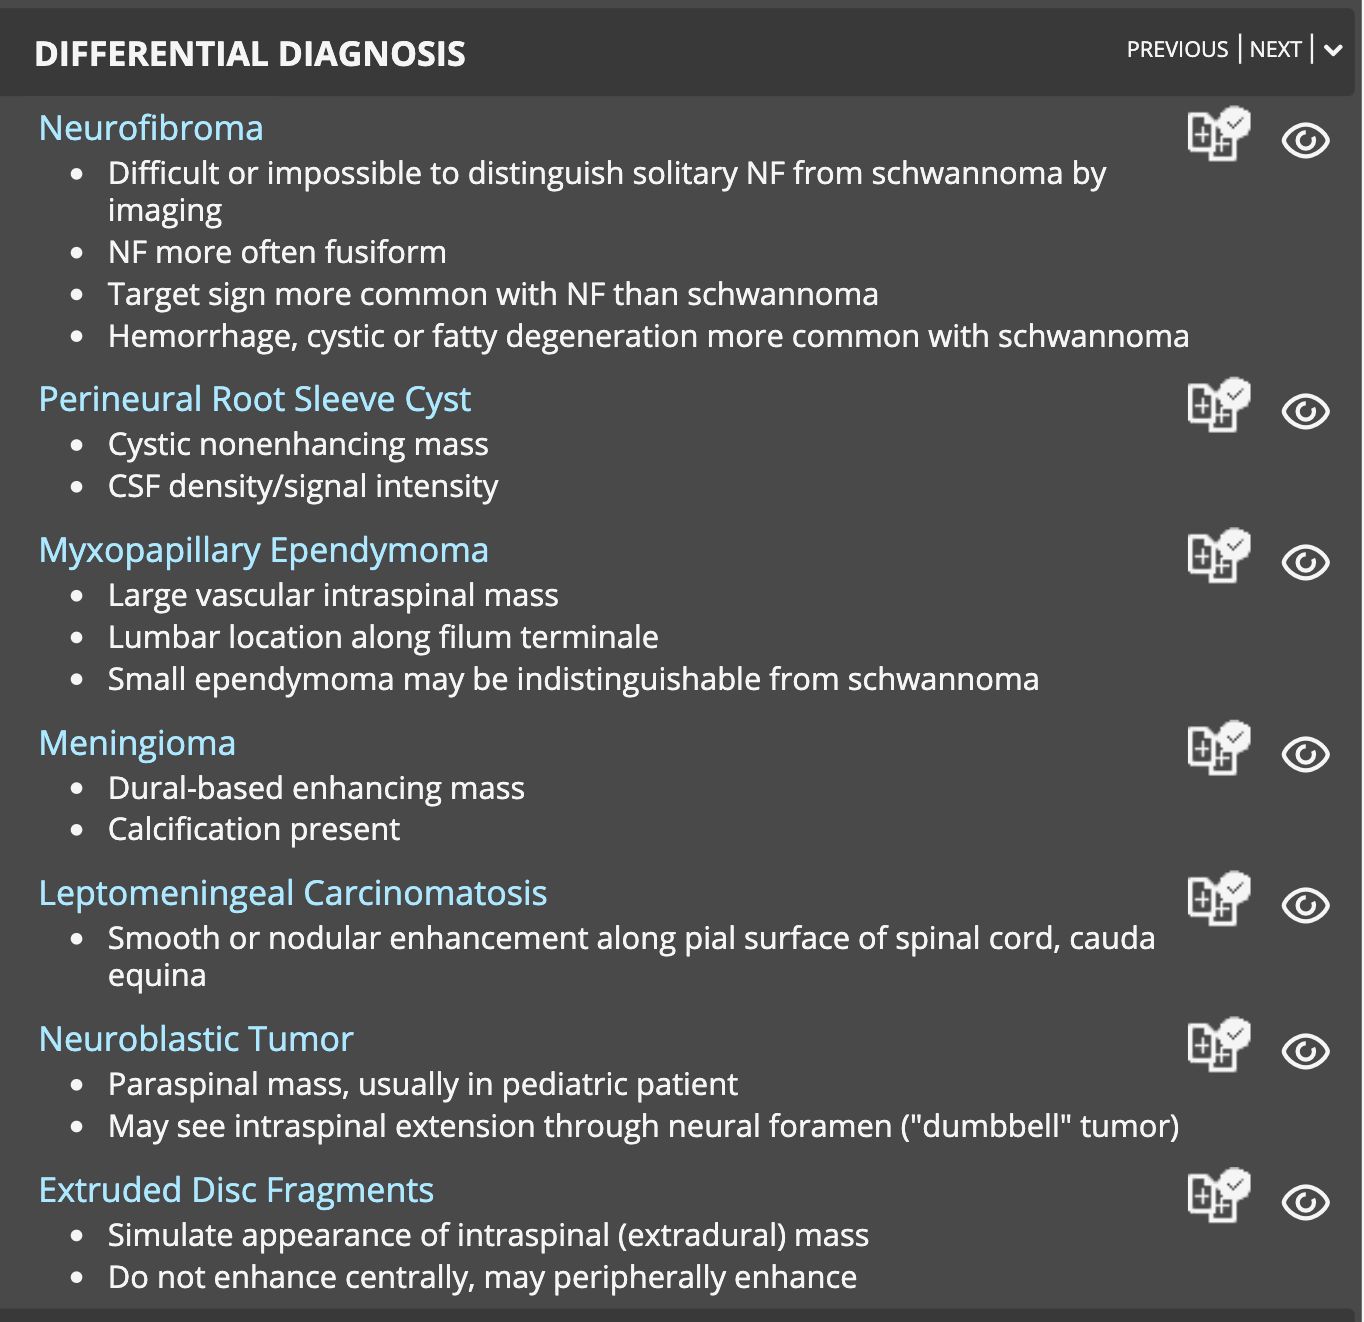 DIFFERENTIAL DIAGNOSIS
PREVIOUS | NEXT |
Neurofibroma
• Difficult or impossible to distinguish solitary NF from schwannoma by
imaging
• NF more often fusiform
• Target sign more common with NF than schwannoma
• Hemorrhage, cystic or fatty degeneration more common with schwannoma
Perineural Root Sleeve Cyst
• Cystic nonenhancing mass
• CSF density/signal intensity
Myxopapillary Ependymoma
• Large vascular intraspinal mass
• Lumbar location along filum terminale
• Small ependymoma may be indistinguishable from schwannoma
Meningioma
• Dural-based enhancing mass
• Calcification present
Leptomeningeal Carcinomatosis
• Smooth or nodular enhancement along pial surface of spinal cord, cauda
equina
Neuroblastic Tumor
• Paraspinal mass, usually in pediatric patient
• May see intraspinal extension through neural foramen ("dumbbell" tumor)
Extruded Disc Fragments
• Simulate appearance of intraspinal (extradural) mass
• Do not enhance centrally, may peripherally enhance